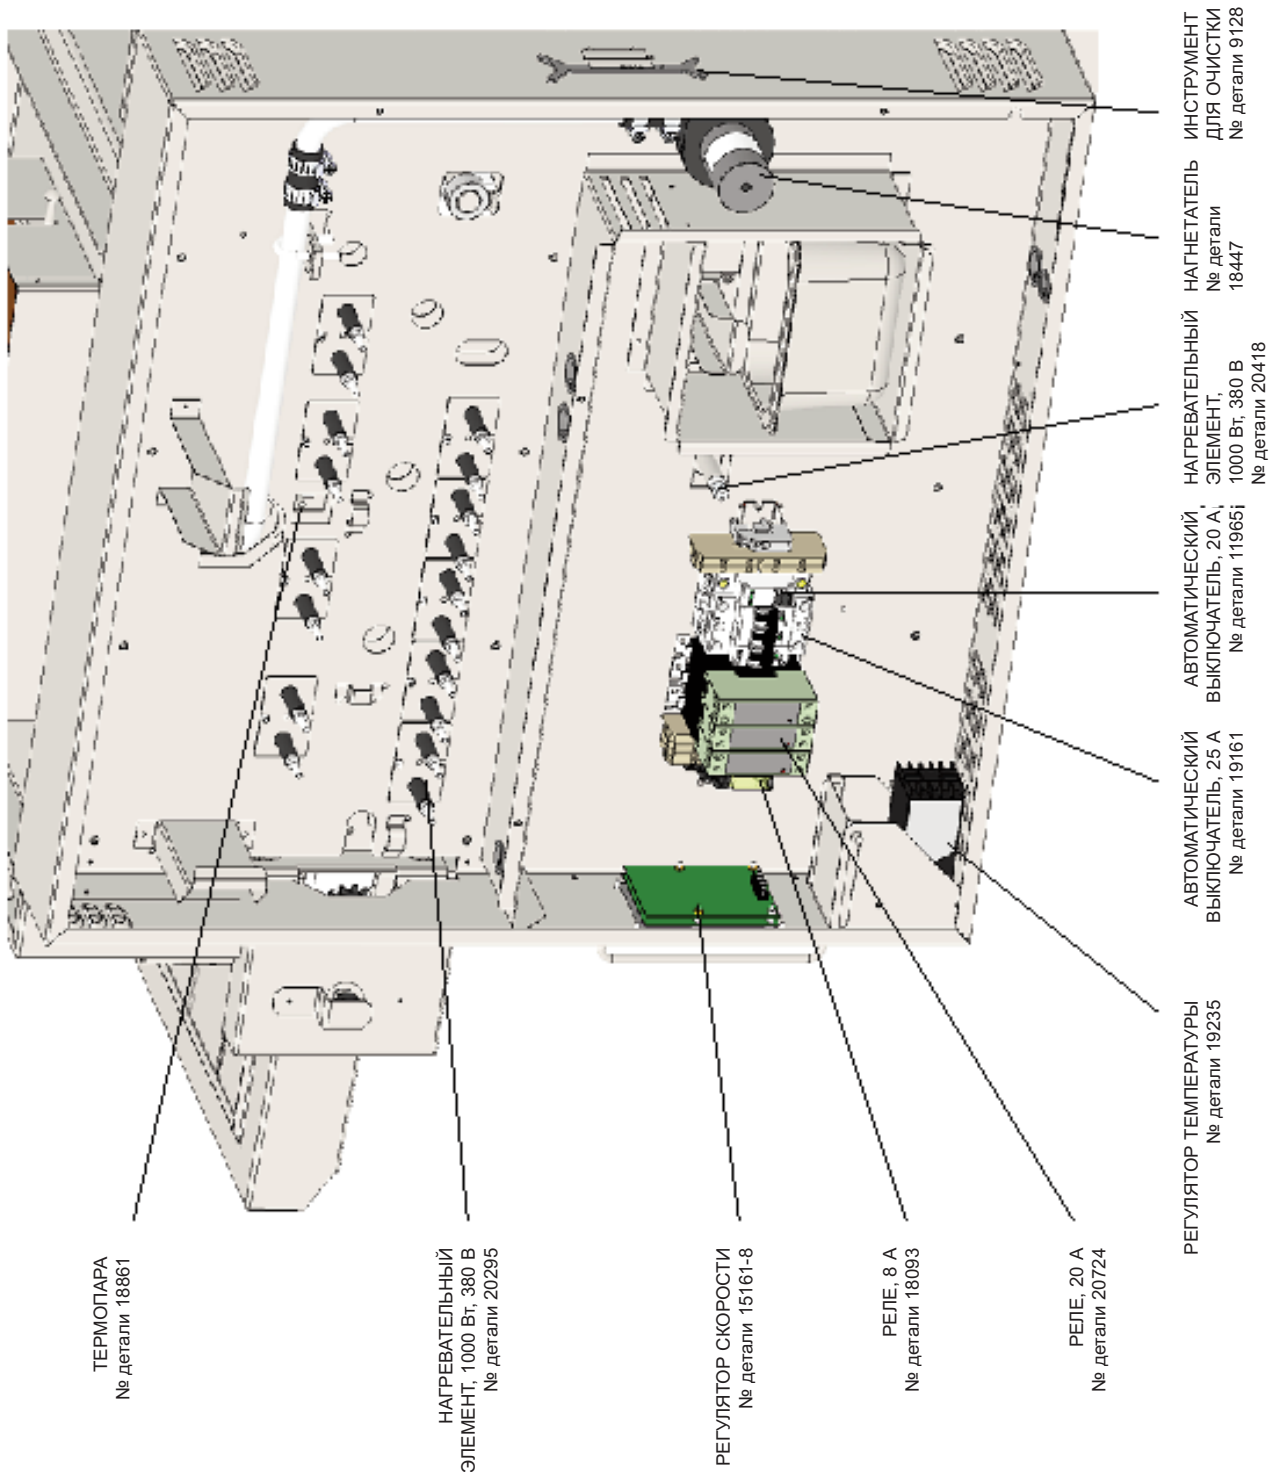 ТЕРМОПАРА
№ детали 18861
НАГРЕВАТЕЛЬНЫЙ
ЭЛЕМЕНТ, 1000 Вт, 380 В
№ детали 20295
РЕГУЛЯТОР СКОРОСТИ
№ детали 15161-8
РЕЛЕ, 8 А
№ детали 18093
РЕЛЕ, 20 А
№ детали 20724
РЕГУЛЯТОР ТЕМПЕРАТУРЫ
№ детали 19235
АВТОМАТИЧЕСКИЙ
ВЫКЛЮЧАТЕЛЬ, 25 А
№ детали 19161
АВТОМАТИЧЕСКИЙ
ВЫКЛЮЧАТЕЛЬ, 20 А
№ детали 11965
НАГРЕВАТЕЛЬНЫЙ
ЭЛЕМЕНТ,
1000 Вт, 380 В
№ детали 20418
НАГНЕТАТЕЛЬ
№ детали
18447
ИНСТРУМЕНТ
ДЛЯ ОЧИСТКИ
№ детали 9128